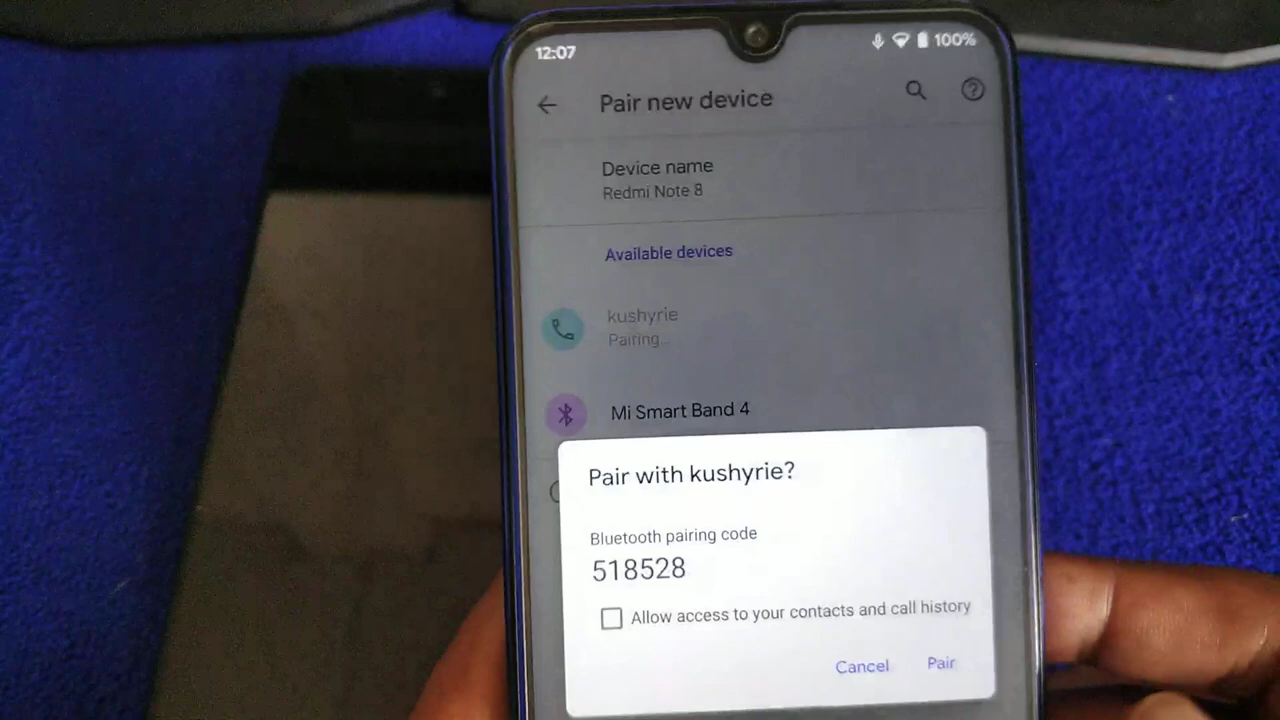 12:07 100%
Pair new device
Device name
Redmi Note 8
Available devices
kushyrie
Pairing...
Mi Smart Band 4
Pair with kushyrie?
Bluetooth pairing code
518528
Allow access to your contacts and call history
Cancel Pair